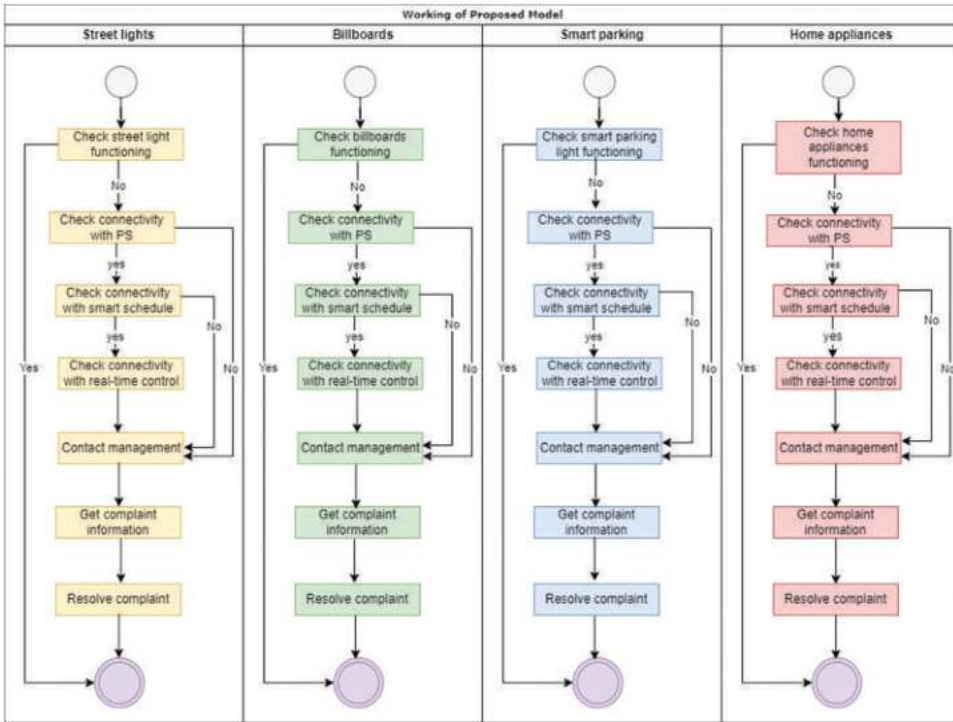 Working of Proposed Model
Street lights
Billboards
Smart parking
Home appliances
Check street light
functioning
No
Check connectivity
with PS
yes
Check connectivity
with smart schedule
No
yes
Yes
Check connectivity
with real-time control
No
Contact management
Get complaint
information
Resolve complaint
Check billboards
functioning
No
Check connectivity
with PS
yes
Check connectivity
with smart schedule
No
yes
Yes
Check connectivity
with real-time control
No
Contact management
Get complaint
information
Resolve complaint
Check smart parking
light functioning
No
Check connectivity
with PS
yes
Check connectivity
with smart schedule
No
yes
Yes
Check connectivity
with real-time control
No
Contact management
Get complaint
information
Resolve complaint
Check home
appliances
functioning
No
Check connectivity
with PS
yes
Check connectivity
with smart schedule
No
yes
Yes
Check connectivity
with real-time control
No
Contact management
Get complaint
information
Resolve complaint